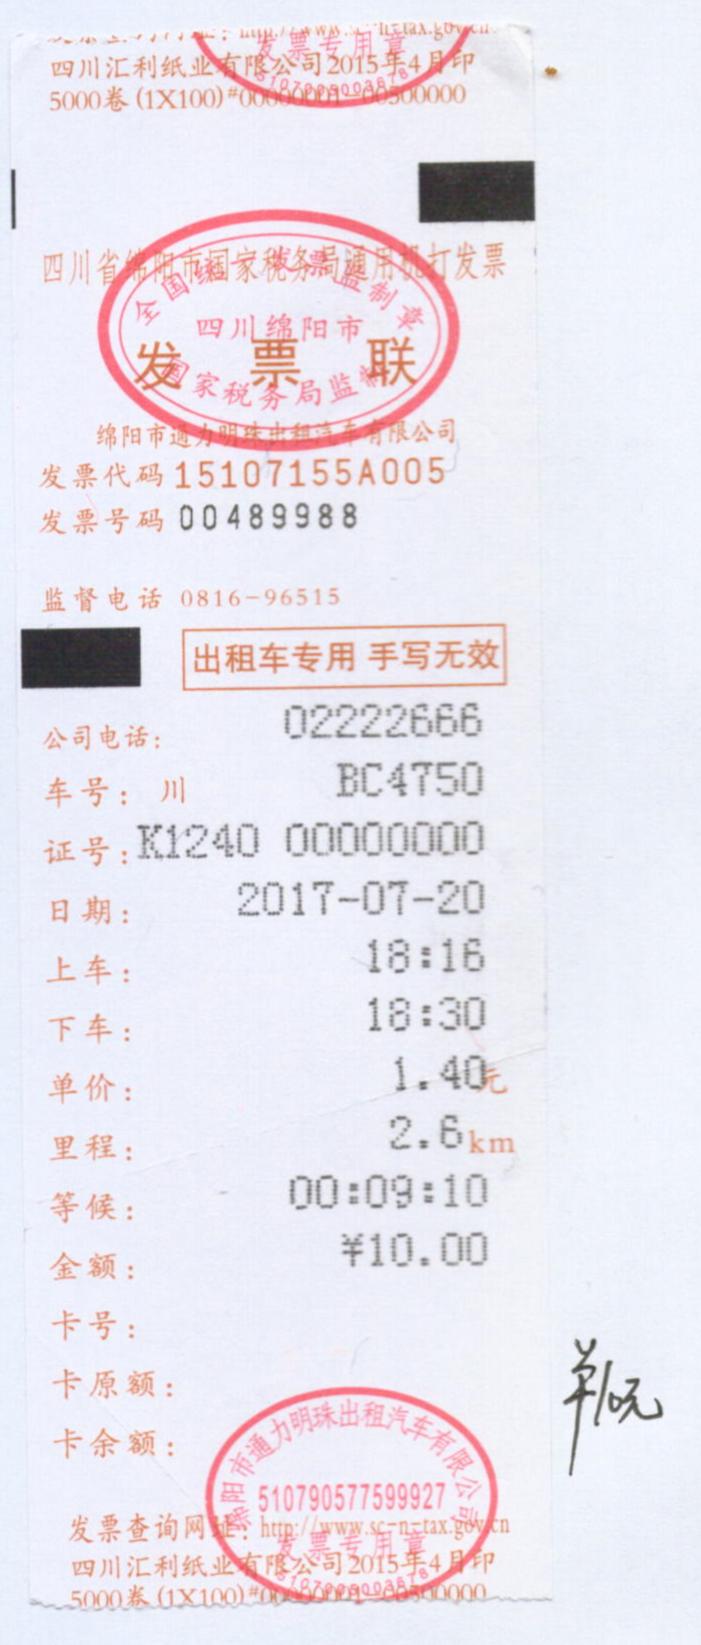 四川汇利纸业有限公司2015年4月印
5000卷(1X100)#00000001-00500000
发票专用章
四川省绵阳市国家税务局通用机打发票
全国统一发票监制章
四川绵阳市
国家税务局监制
发票联
绵阳市通力明珠出租汽车有限公司
发票代码 15107155A005
发票号码 00489988
监督电话 0816-96515
出租车专用 手写无效
公司电话: 02222666
车号: 川 BC4750
证号: K1240 00000000
日期: 2017-07-20
上车: 18:16
下车: 18:30
单价: 1.40元
里程: 2.6km
等候: 00:09:10
金额: ¥10.00
卡号:
卡原额:
卡余额:
绵阳市通力明珠出租汽车有限公司
510790577599927
发票查询网址: http://www.sc-n-tax.gov.cn
发票专用章
四川汇利纸业有限公司2015年4月印
5000卷(1X100)#00000001-00500000